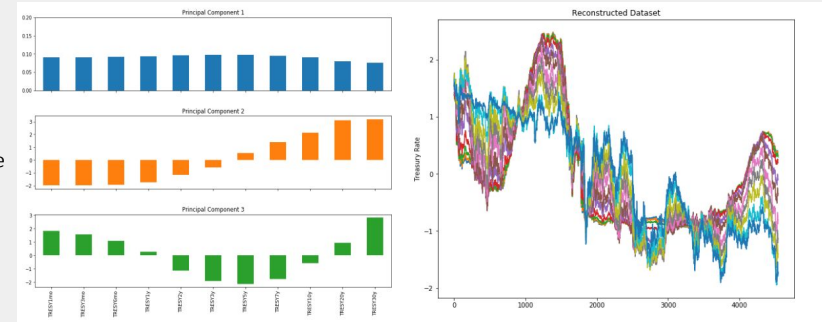 Principal Component 1
0.20
0.15
0.10
0.05
0.00
Principal Component 2
3
2
1
0
−1
−2
Principal Component 3
3
2
1
0
−1
−2
TRESY1mo
TRESY3mo
TRESY6mo
TRESY1y
TRESY2y
TRESY3y
TRESY5y
TRESY7y
TRESY10y
TRESY20y
TRESY30y
Reconstructed Dataset
Treasury Rate
2
1
0
−1
−2
0
1000
2000
3000
4000